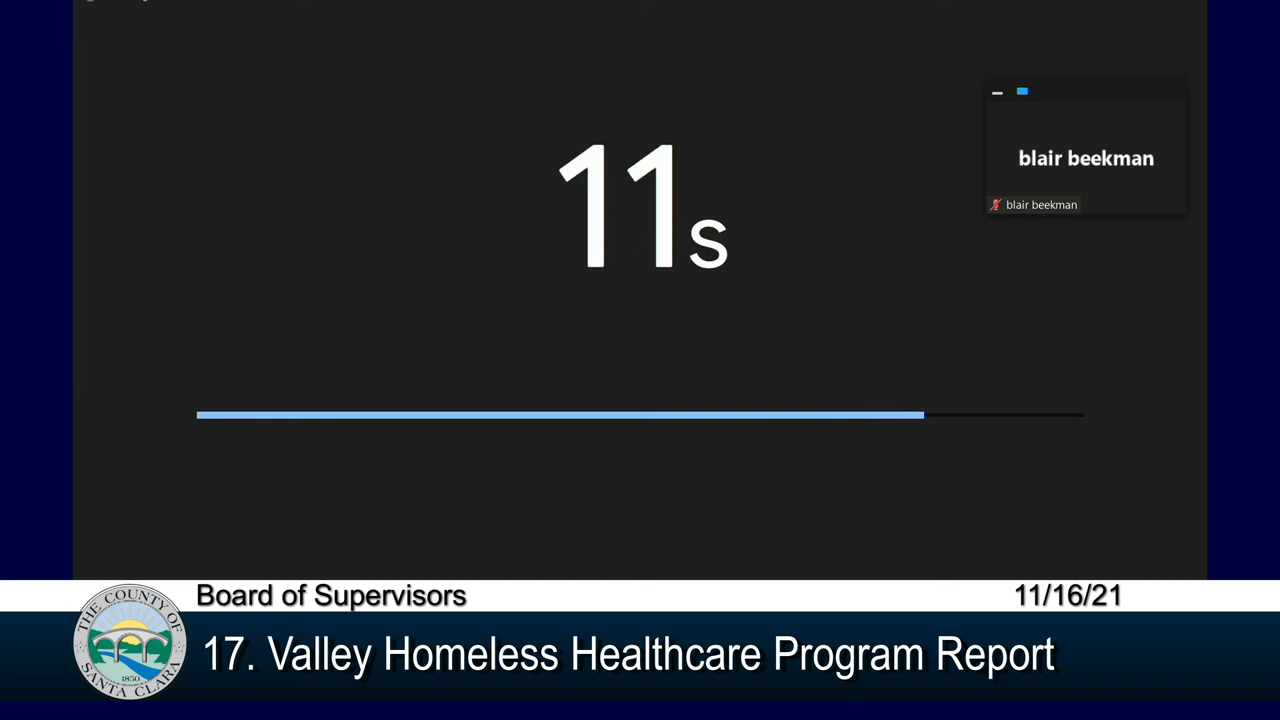 11s
blair beekman
blair beekman
Board of Supervisors
11/16/21
THE COUNTY OF
SANTA CLARA
1850
17. Valley Homeless Healthcare Program Report